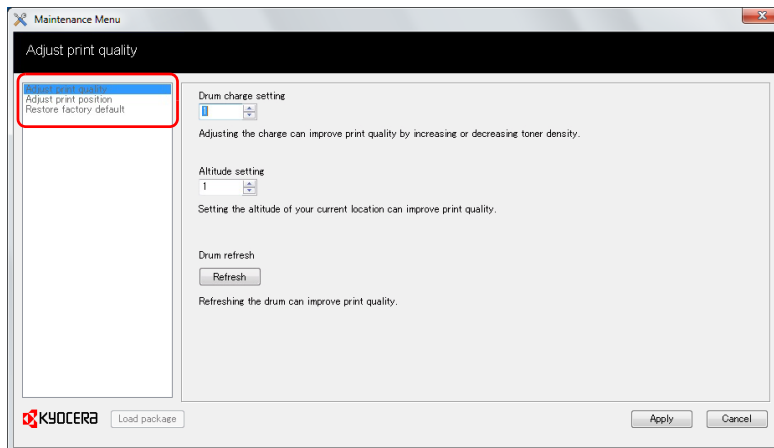 Maintenance Menu
Adjust print quality
Adjust print quality
Adjust print position
Restore factory default
Drum charge setting
1
Adjusting the charge can improve print quality by increasing or decreasing toner density.
Altitude setting
1
Setting the altitude of your current location can improve print quality.
Drum refresh
Refresh
Refreshing the drum can improve print quality.
KYOCERA
Load package
Apply
Cancel